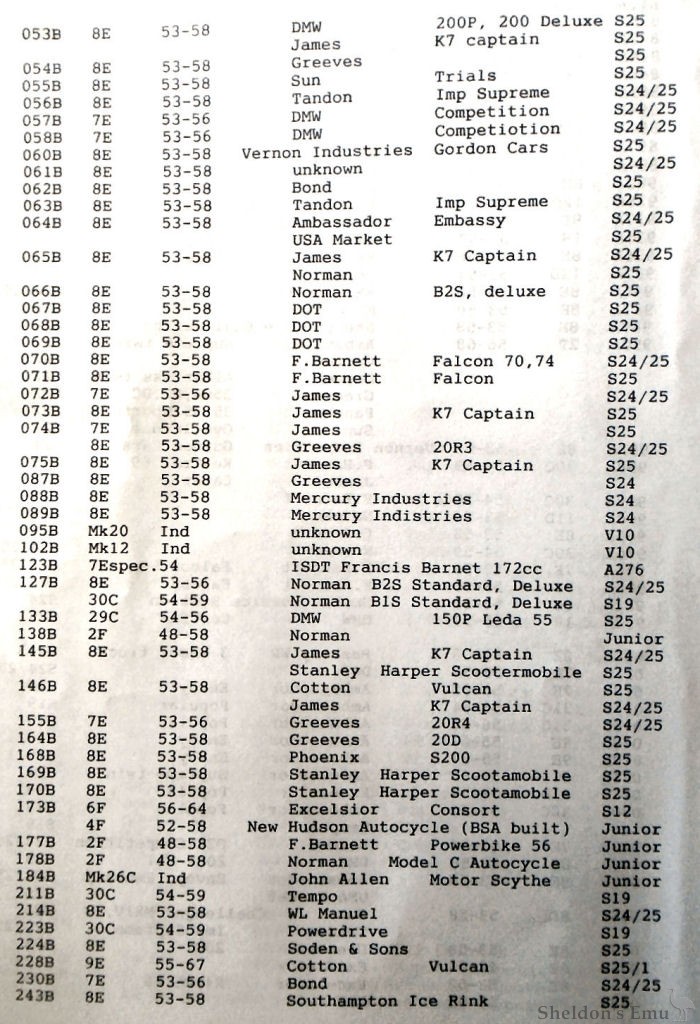 053B 8E 53-58 DMW 200P, 200 Deluxe S25
James K7 captain S25
054B 8E 53-58 Greeves S25
055B 8E 53-58 Sun Trials S25
056B 8E 53-58 Tandon Imp Supreme S24/25
057B 7E 53-56 DMW Competition S24/25
058B 7E 53-56 DMW Competiotion S24/25
060B 8E 53-58 Vernon Industries Gordon Cars S25
061B 8E 53-58 unknown S24/25
062B 8E 53-58 Bond S25
063B 8E 53-58 Tandon Imp Supreme S25
064B 8E 53-58 Ambassador Embassy S24/25
USA Market S25
065B 8E 53-58 James K7 Captain S24/25
Norman S25
066B 8E 53-58 Norman B2S, deluxe S25
067B 8E 53-58 DOT S25
068B 8E 53-58 DOT S25
069B 8E 53-58 DOT S25
070B 8E 53-58 F.Barnett Falcon 70,74 S24/25
071B 8E 53-58 F.Barnett Falcon S25
072B 7E 53-56 James S24/25
073B 8E 53-58 James K7 Captain S25
074B 7E 53-58 James S25
8E 53-58 Greeves 20R3 S24/25
075B 8E 53-58 James K7 Captain S25
087B 8E 53-58 Greeves S24
088B 8E 53-58 Mercury Industries S24
089B 8E 53-58 Mercury Indistries S24
095B Mk20 Ind unknown V10
102B Mk12 Ind unknown V10
123B 7Espec.54 ISDT Francis Barnet 172cc A276
127B 8E 53-56 Norman B2S Standard, Deluxe S24/25
30C 54-59 Norman B1S Standard, Deluxe S19
133B 29C 54-56 DMW 150P Leda 55 S25
138B 2F 48-58 Norman Junior
145B 8E 53-58 James K7 Captain S24/25
Stanley Harper Scootermobile S25
146B 8E 53-58 Cotton Vulcan S25
James K7 Captain S24/25
155B 7E 53-56 Greeves 20R4 S24/25
164B 8E 53-58 Greeves 20D S25
168B 8E 53-58 Phoenix S200 S25
169B 8E 53-58 Stanley Harper Scootamobile S25
170B 8E 53-58 Stanley Harper Scootamobile S25
173B 6F 56-64 Excelsior Consort S12
4F 52-58 New Hudson Autocycle (BSA built) Junior
177B 2F 48-58 F.Barnett Powerbike 56 Junior
178B 2F 48-58 Norman Model C Autocycle Junior
184B Mk26C Ind John Allen Motor Scythe Junior
211B 30C 54-59 Tempo S19
214B 8E 53-58 WL Manuel S24/25
223B 30C 54-59 Powerdrive S19
224B 8E 53-58 Soden & Sons S25
228B 9E 55-67 Cotton Vulcan S25/1
230B 7E 53-56 Bond S24/25
243B 8E 53-58 Southampton Ice Rink S25
Sheldon's Emu